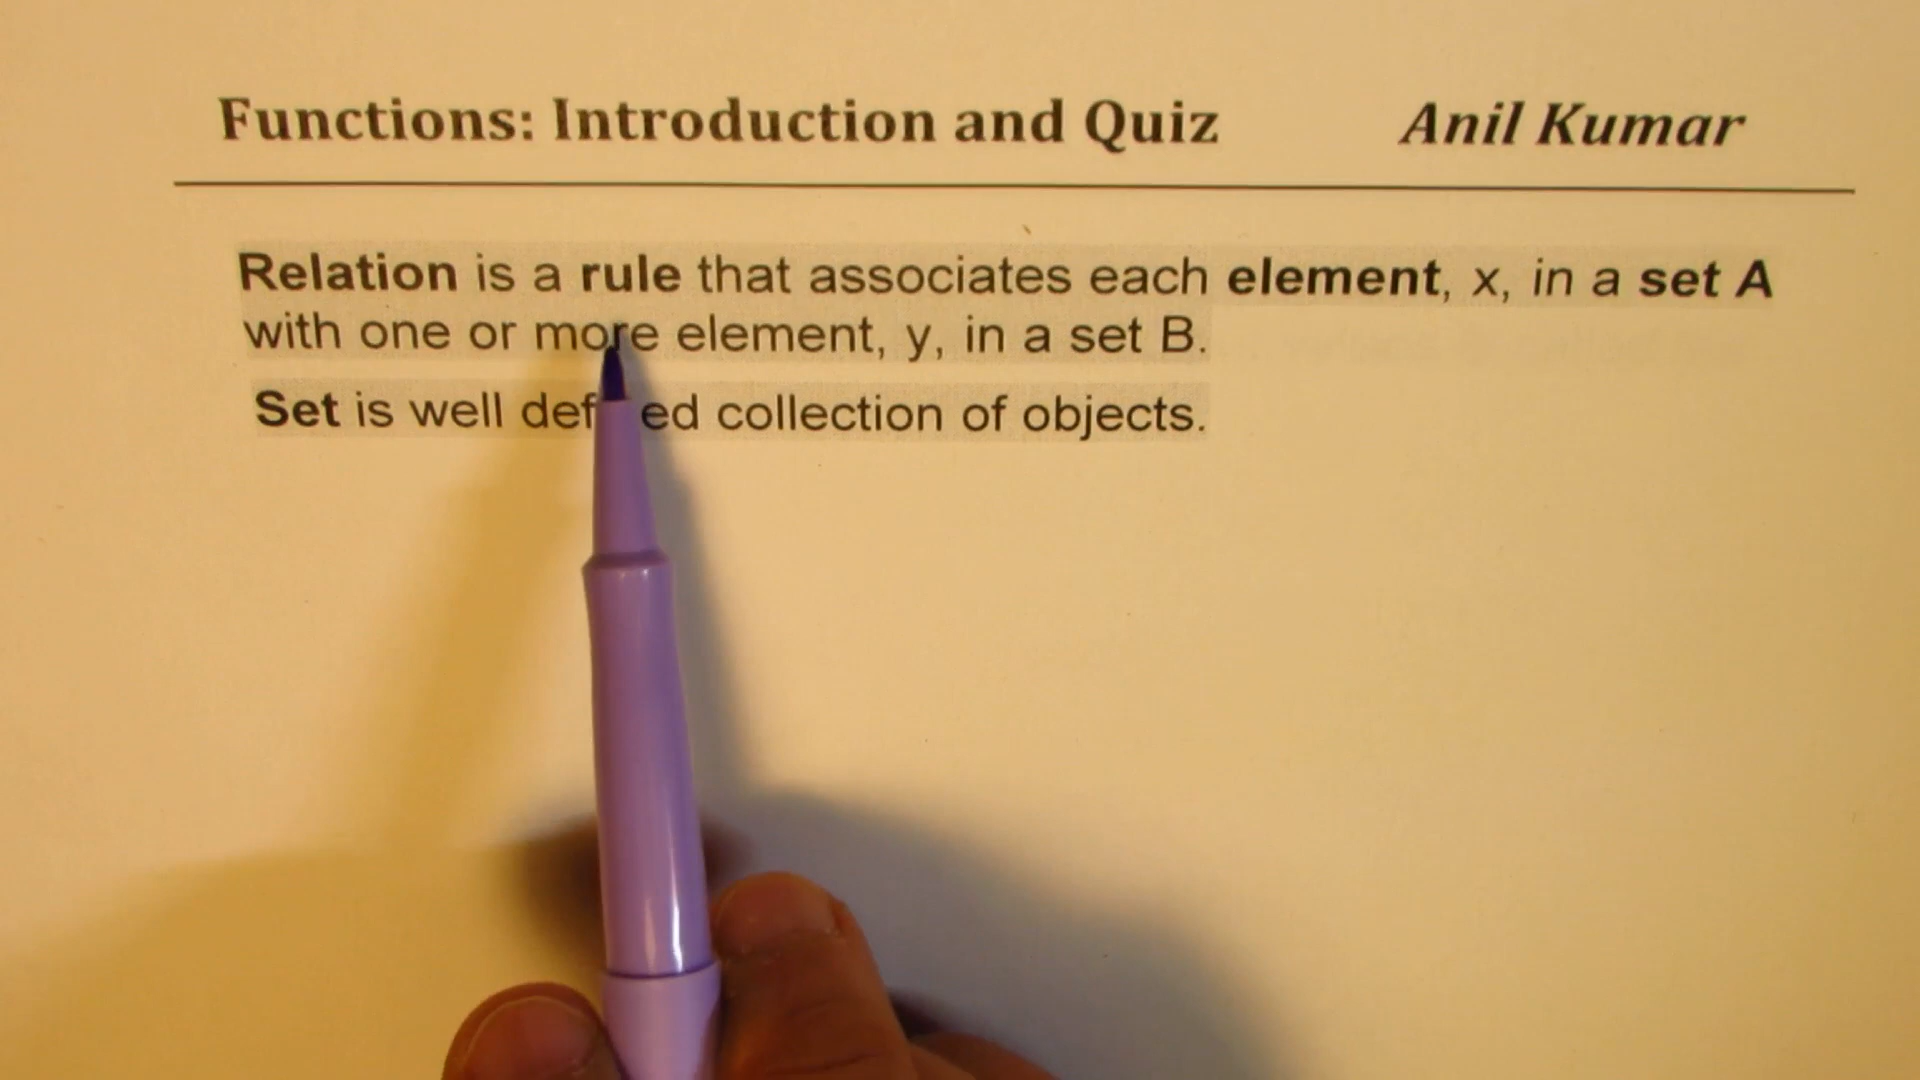 Functions: Introduction and Quiz Anil Kumar
Relation is a rule that associates each element, x, in a set A
with one or more element, y, in a set B.
Set is well defined collection of objects.